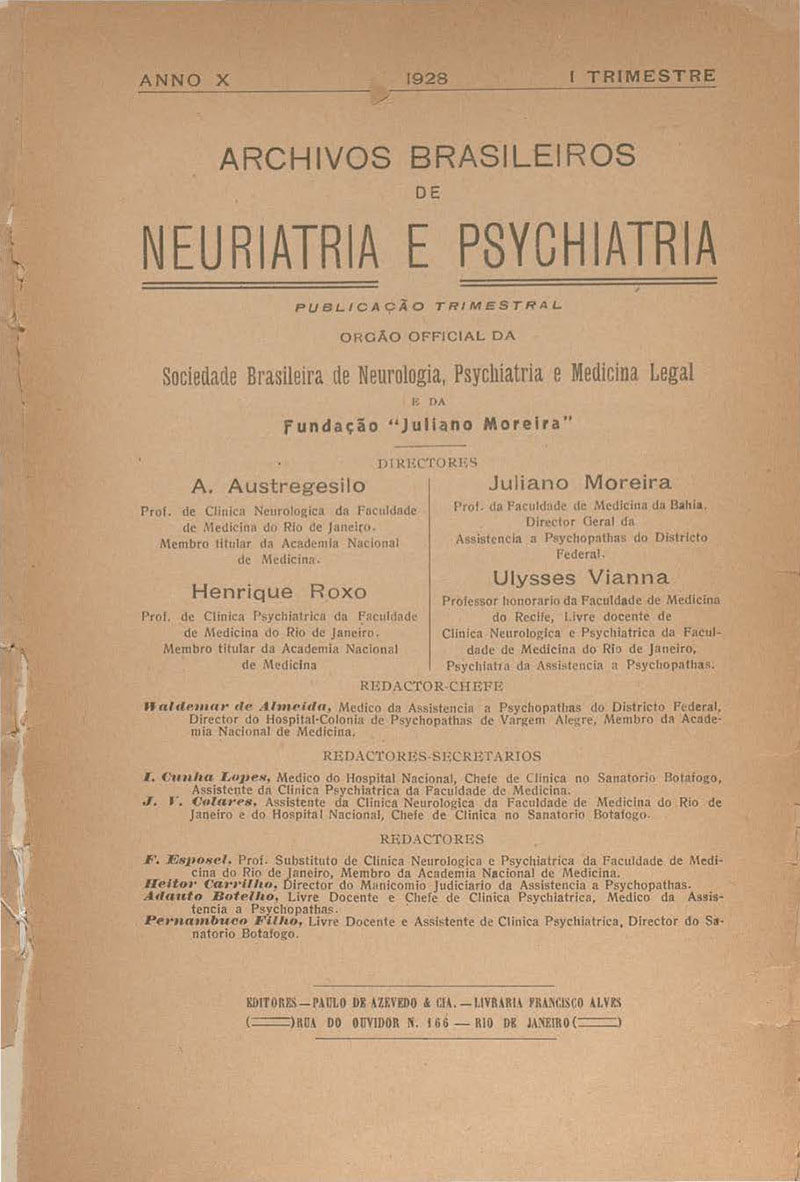 ANNO X 1928 I TRIMESTRE
ARCHIVOS BRASILEIROS
DE
NEURIATRIA E PSYCHIATRIA
PUBLICAÇÃO TRIMESTRAL
ORGÃO OFFICIAL DA
Sociedade Brasileira de Neurologia, Psychiatria e Medicina Legal
E DA
Fundação "Juliano Moreira"
DIRECTORES
A. Austregesilo
Prof. de Clinica Neurologica da Faculdade
de Medicina do Rio de Janeiro.
Membro titular da Academia Nacional
de Medicina.
Henrique Roxo
Prof. de Clinica Psychiatrica da Faculdade
de Medicina do Rio de Janeiro.
Membro titular da Academia Nacional
de Medicina
Juliano Moreira
Prof. da Faculdade de Medicina da Bahia.
Director Geral da
Assistencia a Psychopathas do Districto
Federal.
Ulysses Vianna
Professor honorario da Faculdade de Medicina
do Recife, Livre docente de
Clinica Neurologica e Psychiatrica da Facul-
dade de Medicina do Rio de Janeiro,
Psychiatra da Assistencia a Psychopathas.
REDACTOR-CHEFE
Waldemar de Almeida, Medico da Assistencia a Psychopathas do Districto Federal,
Director do Hospital-Colonia de Psychopathas de Vargem Alegre, Membro da Acade-
mia Nacional de Medicina.
REDACTORES-SECRETARIOS
I. Cunha Lopes, Medico do Hospital Nacional, Chefe de Clinica no Sanatorio Botafogo,
Assistente da Clinica Psychiatrica da Faculdade de Medicina.
J. V. Colares, Assistente da Clinica Neurologica da Faculdade de Medicina do Rio de
Janeiro e do Hospital Nacional, Chefe de Clinica no Sanatorio Botafogo.
REDACTORES
F. Esposel. Prof. Substituto de Clinica Neurologica e Psychiatrica da Faculdade de Medi-
cina do Rio de Janeiro, Membro da Academia Nacional de Medicina.
Heitor Carrilho, Director do Manicomio Judiciario da Assistencia a Psychopathas.
Adauto Botelho, Livre Docente e Chefe de Clinica Psychiatrica, Medico da Assis-
tencia a Psychopathas.
Pernambuco Filho, Livre Docente e Assistente de Clinica Psychiatrica, Director do Sa-
natorio Botafogo.
EDITORES—PAULO DE AZEVEDO & CIA.—LIVRARIA FRANCISCO ALVES
RUA DO OUVIDOR N. 166 — RIO DE JANEIRO